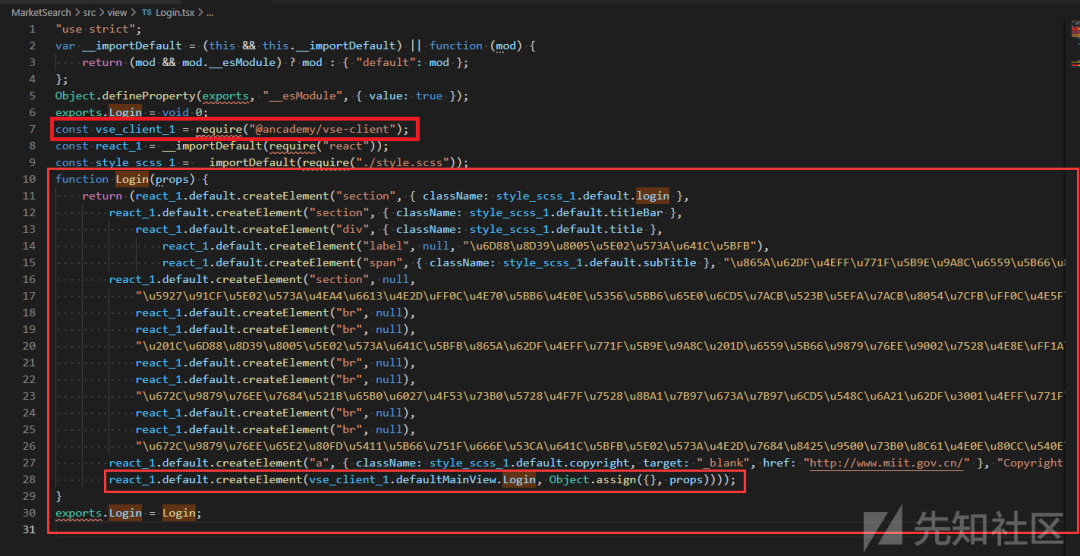 MarketSearch > src > view > TS Login.tsx > ...
1 "use strict";
2 var __importDefault = (this && this.__importDefault) || function (mod) {
3 return (mod && mod.__esModule) ? mod : { "default": mod };
4 };
5 Object.defineProperty(exports, "__esModule", { value: true });
6 exports.Login = void 0;
7 const vse_client_1 = require("@ancademy/vse-client");
8 const react_1 = __importDefault(require("react"));
9 const style_scss_1 = __importDefault(require("./style.scss"));
10 function Login(props) {
11 return (react_1.default.createElement("section", { className: style_scss_1.default.login },
12 react_1.default.createElement("section", { className: style_scss_1.default.titleBar },
13 react_1.default.createElement("div", { className: style_scss_1.default.title },
14 react_1.default.createElement("label", null, "\u6D88\u8D39\u8005\u5E02\u573A\u641C\u5BFB"),
15 react_1.default.createElement("span", { className: style_scss_1.default.subTitle }, "\u865A\u62DF\u4EFF\u771F\u5B9E\u9A8C\u6559\u5B66\u8
16 react_1.default.createElement("section", null,
17 "\u5927\u91CF\u5E02\u573A\u4EA4\u6613\u4E2D\uFF0C\u4E70\u5BB6\u4E0E\u5356\u5BB6\u65E0\u6CD5\u7ACB\u523B\u5EFA\u7ACB\u8054\u7CFB\uFF0C\u4E5F
18 react_1.default.createElement("br", null),
19 react_1.default.createElement("br", null),
20 "\u201C\u6D88\u8D39\u8005\u5E02\u573A\u641C\u5BFB\u865A\u62DF\u4EFF\u771F\u5B9E\u9A8C\u201D\u6559\u5B66\u9879\u76EE\u9002\u7528\u4E8E\uFF1A
21 react_1.default.createElement("br", null),
22 react_1.default.createElement("br", null),
23 "\u672C\u9879\u76EE\u7684\u521B\u65B0\u6027\u4F53\u73B0\u5728\u4F7F\u7528\u8BA1\u7B97\u673A\u7B97\u6CD5\u548C\u6A21\u62DF\u3001\u4EFF\u771F
24 react_1.default.createElement("br", null),
25 react_1.default.createElement("br", null),
26 "\u672C\u9879\u76EE\u65E2\u80FD\u5411\u5B66\u751F\u666E\u53CA\u641C\u5BFB\u5E02\u573A\u4E2D\u7684\u8425\u9500\u73B0\u8C61\u4E0E\u80CC\u540E
27 react_1.default.createElement("a", { className: style_scss_1.default.copyright, target: "_blank", href: "http://www.miit.gov.cn/" }, "Copyright
28 react_1.default.createElement(vse_client_1.defaultMainView.Login, Object.assign({}, props))));
29 }
30 exports.Login = Login;
31
先知社区